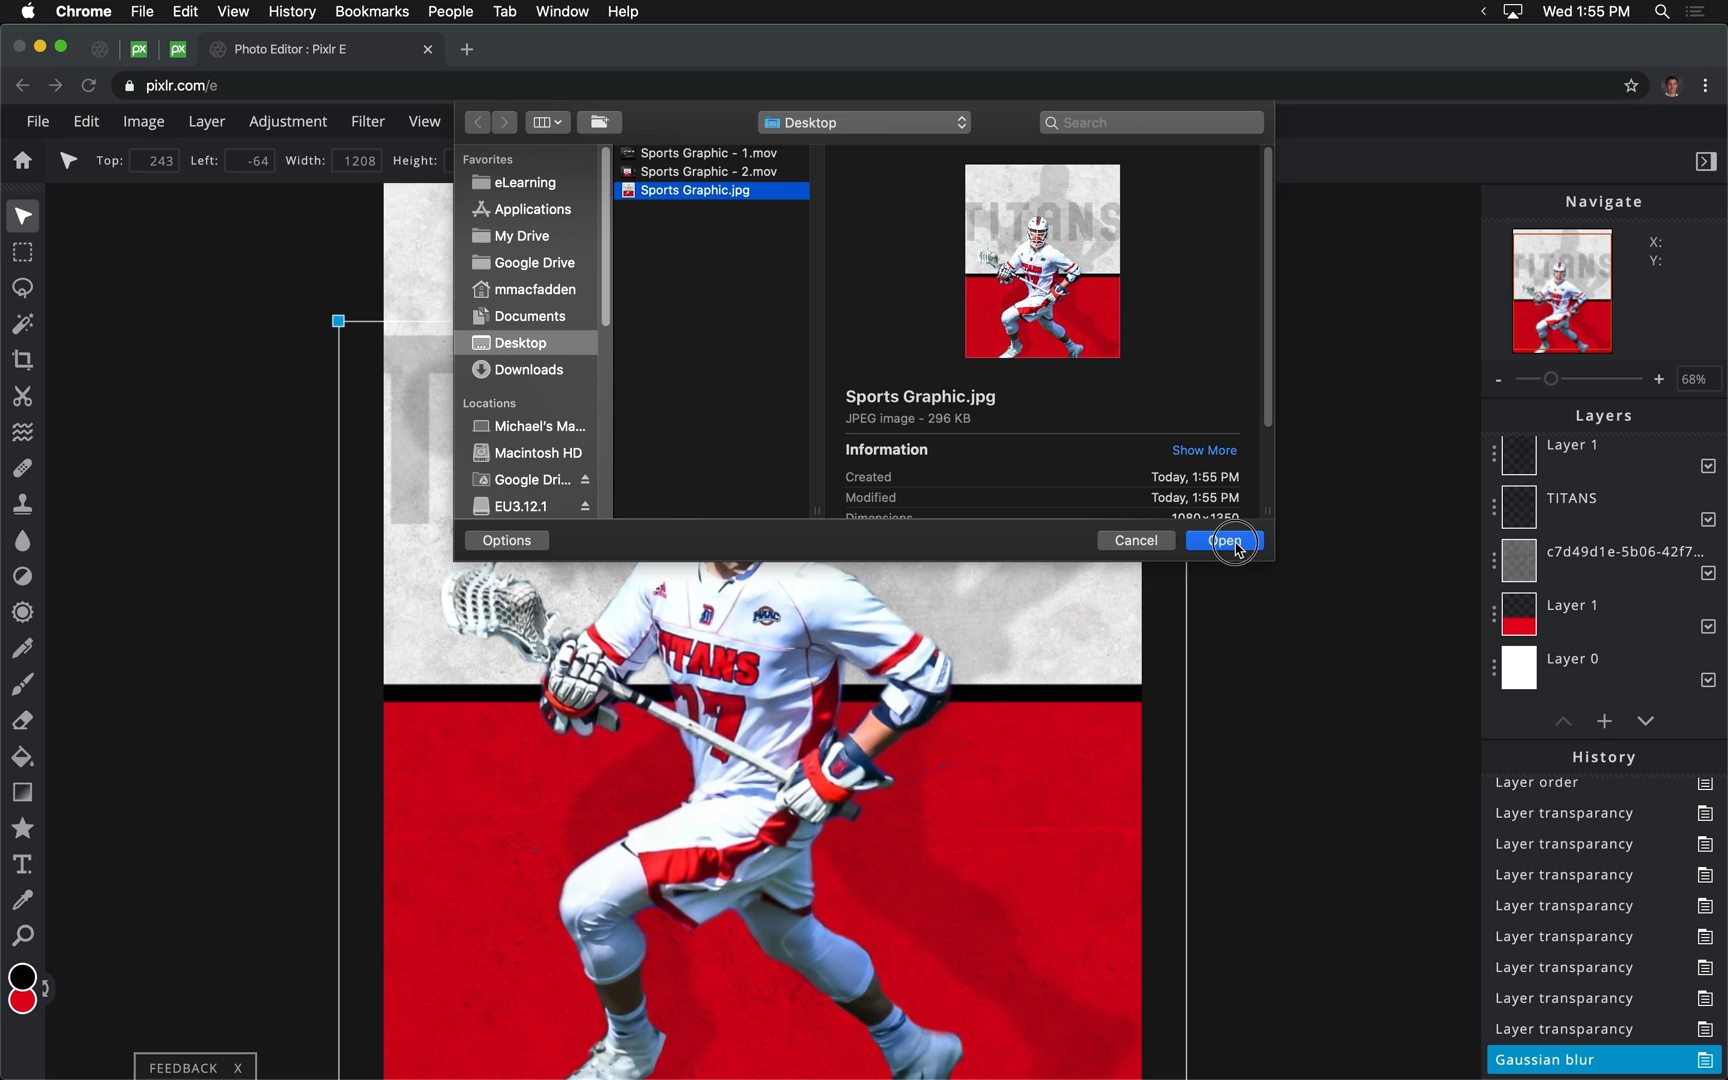 Chrome File Edit View History Bookmarks People Tab Window Help
Wed 1:55 PM
px px Photo Editor : Pixlr E
pixlr.com/e
File Edit Image Layer Adjustment Filter View
Desktop
Search
Top: 243 Left: -64 Width: 1208 Height:
Favorites
eLearning
Applications
My Drive
Google Drive
mmacfadden
Documents
Desktop
Downloads
Locations
Michael's Ma...
Macintosh HD
Google Dri...
EU3.12.1
Sports Graphic - 1.mov
Sports Graphic - 2.mov
Sports Graphic.jpg
TITANS
Sports Graphic.jpg
JPEG image - 296 KB
Information Show More
Created Today, 1:55 PM
Modified Today, 1:55 PM
Dimensions 1080×1350
Options
Cancel
Open
TITANS
Navigate
TITANS
X:
Y:
- + 68%
Layers
Layer 1
TITANS
c7d49d1e-5b06-42f7...
Layer 1
Layer 0
History
Layer order
Layer transparency
Layer transparency
Layer transparency
Layer transparency
Layer transparency
Layer transparency
Layer transparency
Layer transparency
Gaussian blur
FEEDBACK X